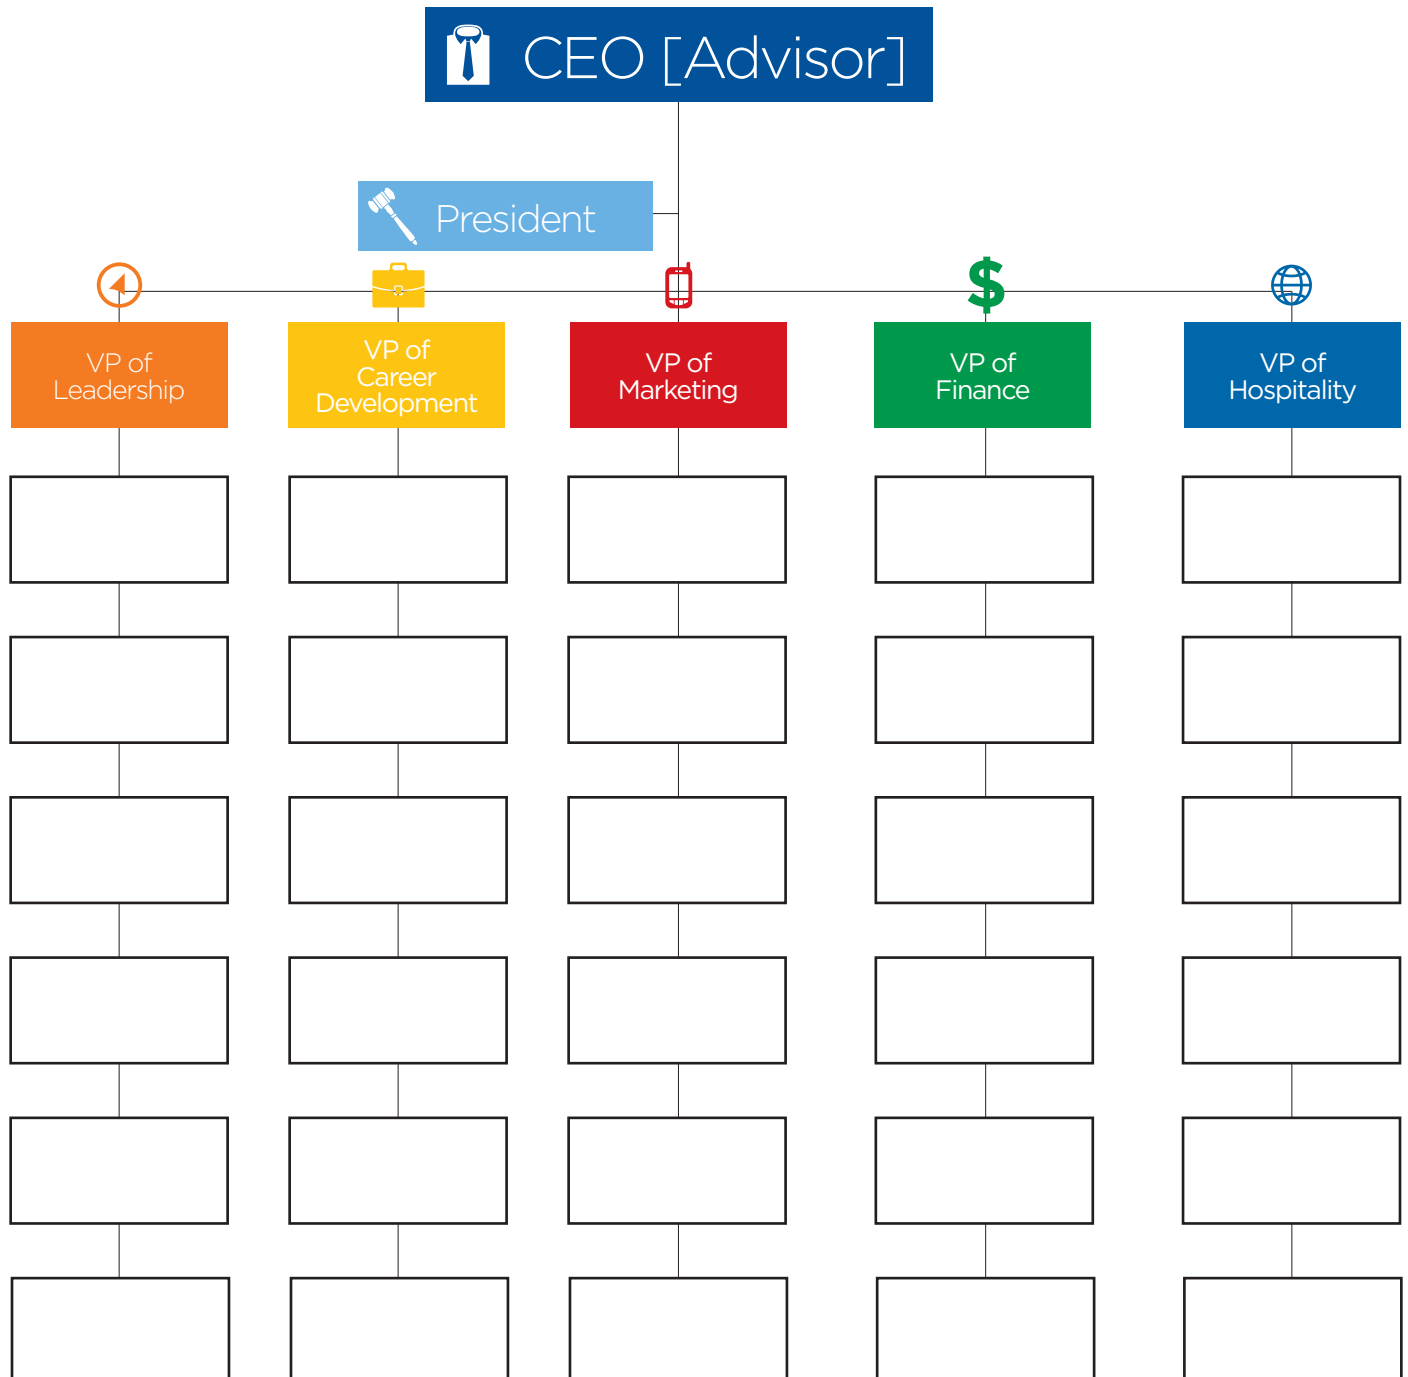 CEO [Advisor]
President
VP of
Leadership
VP of
Career
Development
VP of
Marketing
$
VP of
Finance
VP of
Hospitality